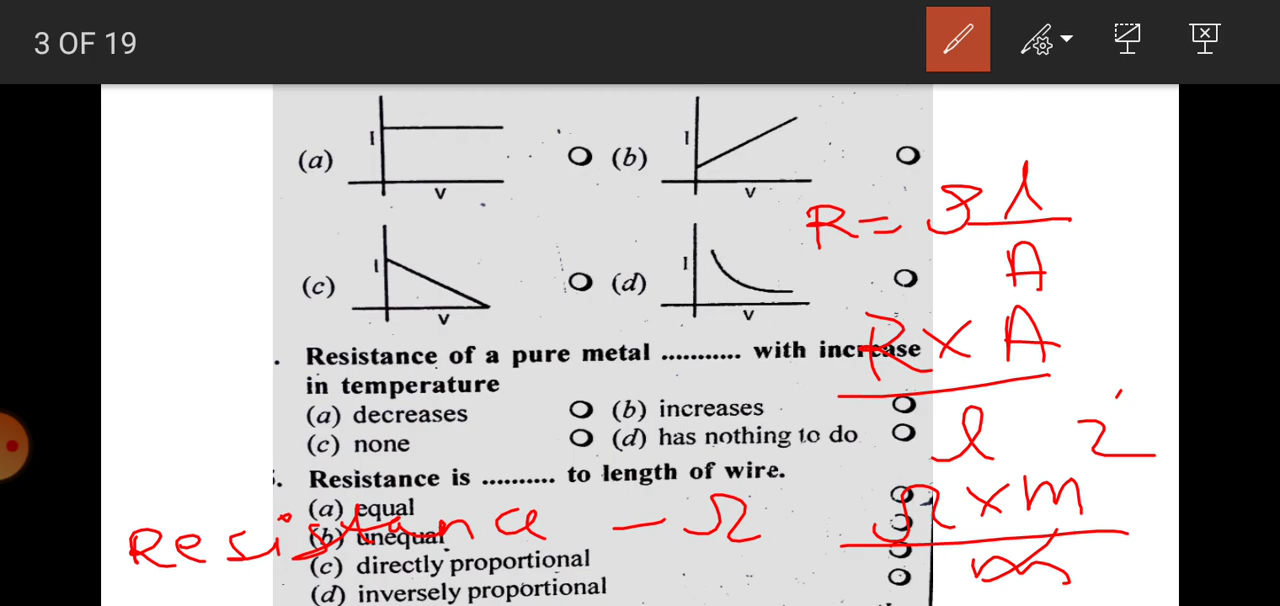 3 OF 19
(a) I V (b) I V
R = 3 l
A
(c) I V (d) I V
R × A
l
Resistance of a pure metal ........... with increase
in temperature
(a) decreases (b) increases
(c) none (d) has nothing to do
Resistance is .......... to length of wire.
(a) equal
(b) unequal
(c) directly proportional
(d) inversely proportional
Resistance - Ω
Ω × m